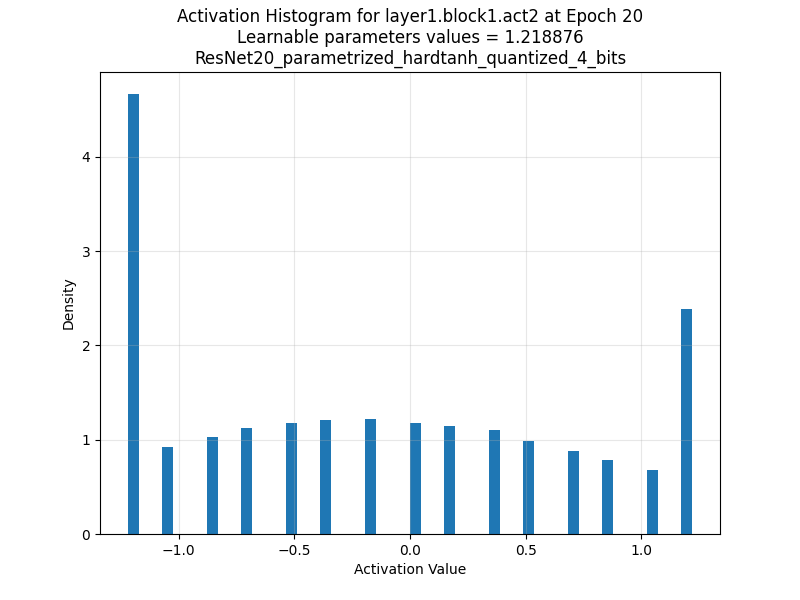 Activation Histogram for layer1.block1.act2 at Epoch 20
Learnable parameters values = 1.218876
ResNet20_parametrized_hardtanh_quantized_4_bits
Density
4
3
2
1
0
−1.0
−0.5
0.0
0.5
1.0
Activation Value